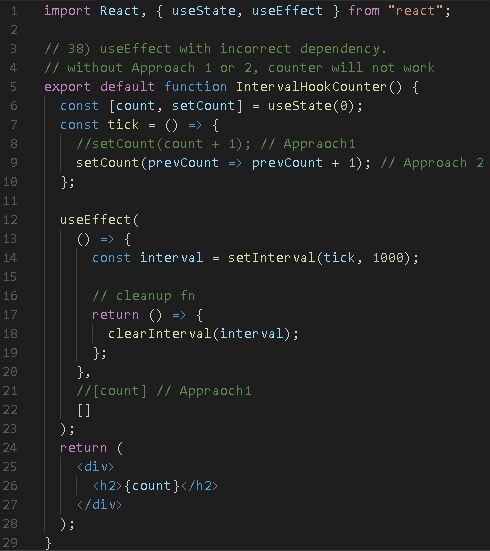 1 import React, { useState, useEffect } from "react";
2
3 // 38) useEffect with incorrect dependency.
4 // without Approach 1 or 2, counter will not work
5 export default function IntervalHookCounter() {
6 const [count, setCount] = useState(0);
7 const tick = () => {
8 //setCount(count + 1); // Appraoch1
9 setCount(prevCount => prevCount + 1); // Approach 2
10 };
11
12 useEffect(
13 () => {
14 const interval = setInterval(tick, 1000);
15
16 // cleanup fn
17 return () => {
18 clearInterval(interval);
19 };
20 },
21 //[count] // Appraoch1
22 []
23 );
24 return (
25 <div>
26 <h2>{count}</h2>
27 </div>
28 );
29 }